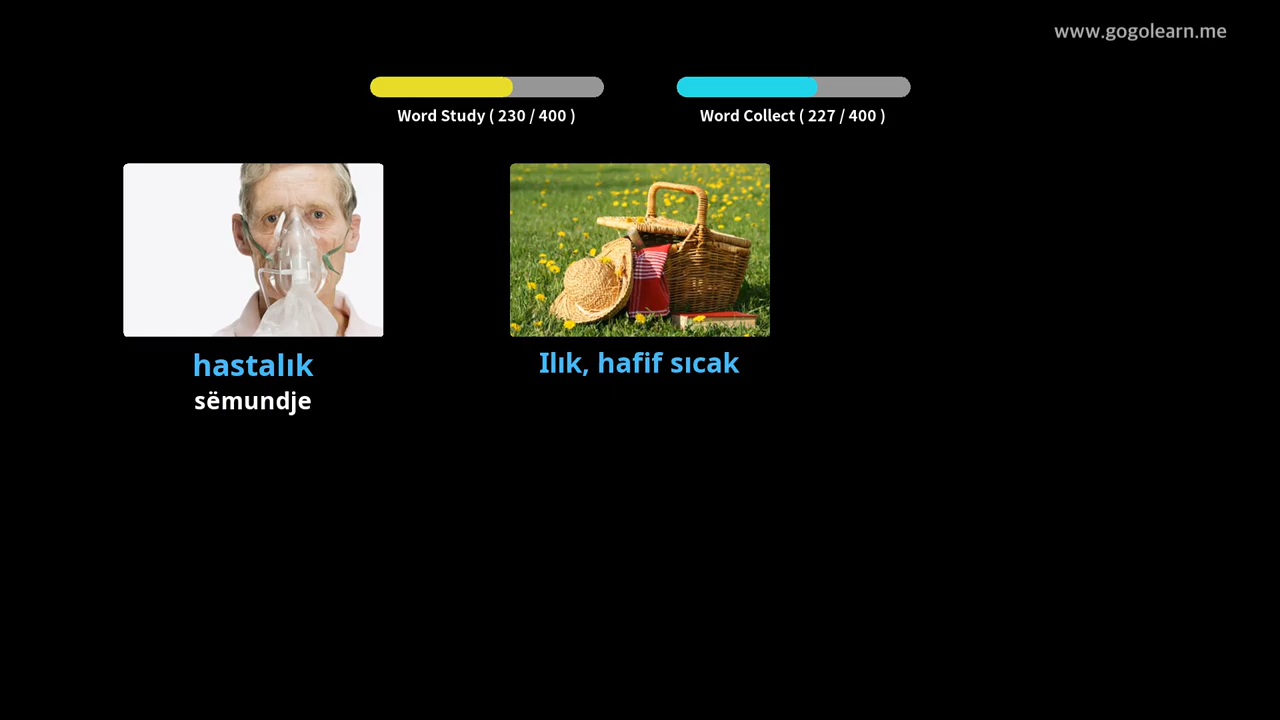 www.gogolearn.me
Word Study ( 230 / 400 )
Word Collect ( 227 / 400 )
hastalık
sëmundje
Ilık, hafif sıcak